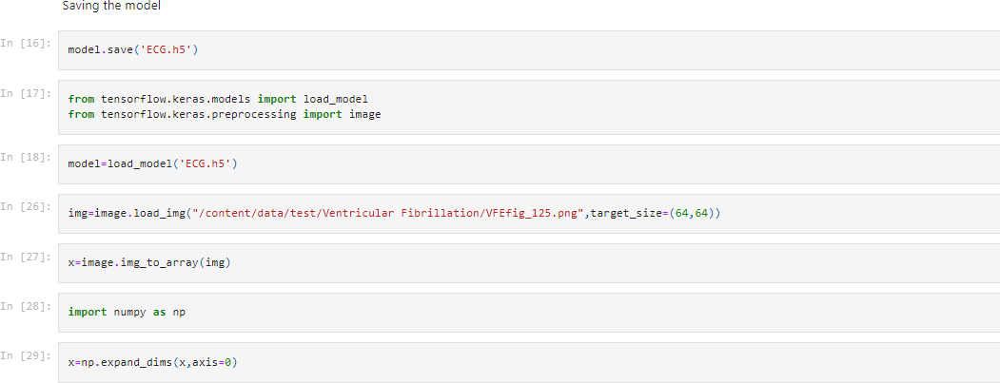 Saving the model
In [16]: model.save('ECG.h5')
In [17]: from tensorflow.keras.models import load_model
from tensorflow.keras.preprocessing import image
In [18]: model=load_model('ECG.h5')
In [26]: img=image.load_img("/content/data/test/Ventricular Fibrillation/VFEfig_125.png",target_size=(64,64))
In [27]: x=image.img_to_array(img)
In [28]: import numpy as np
In [29]: x=np.expand_dims(x,axis=0)